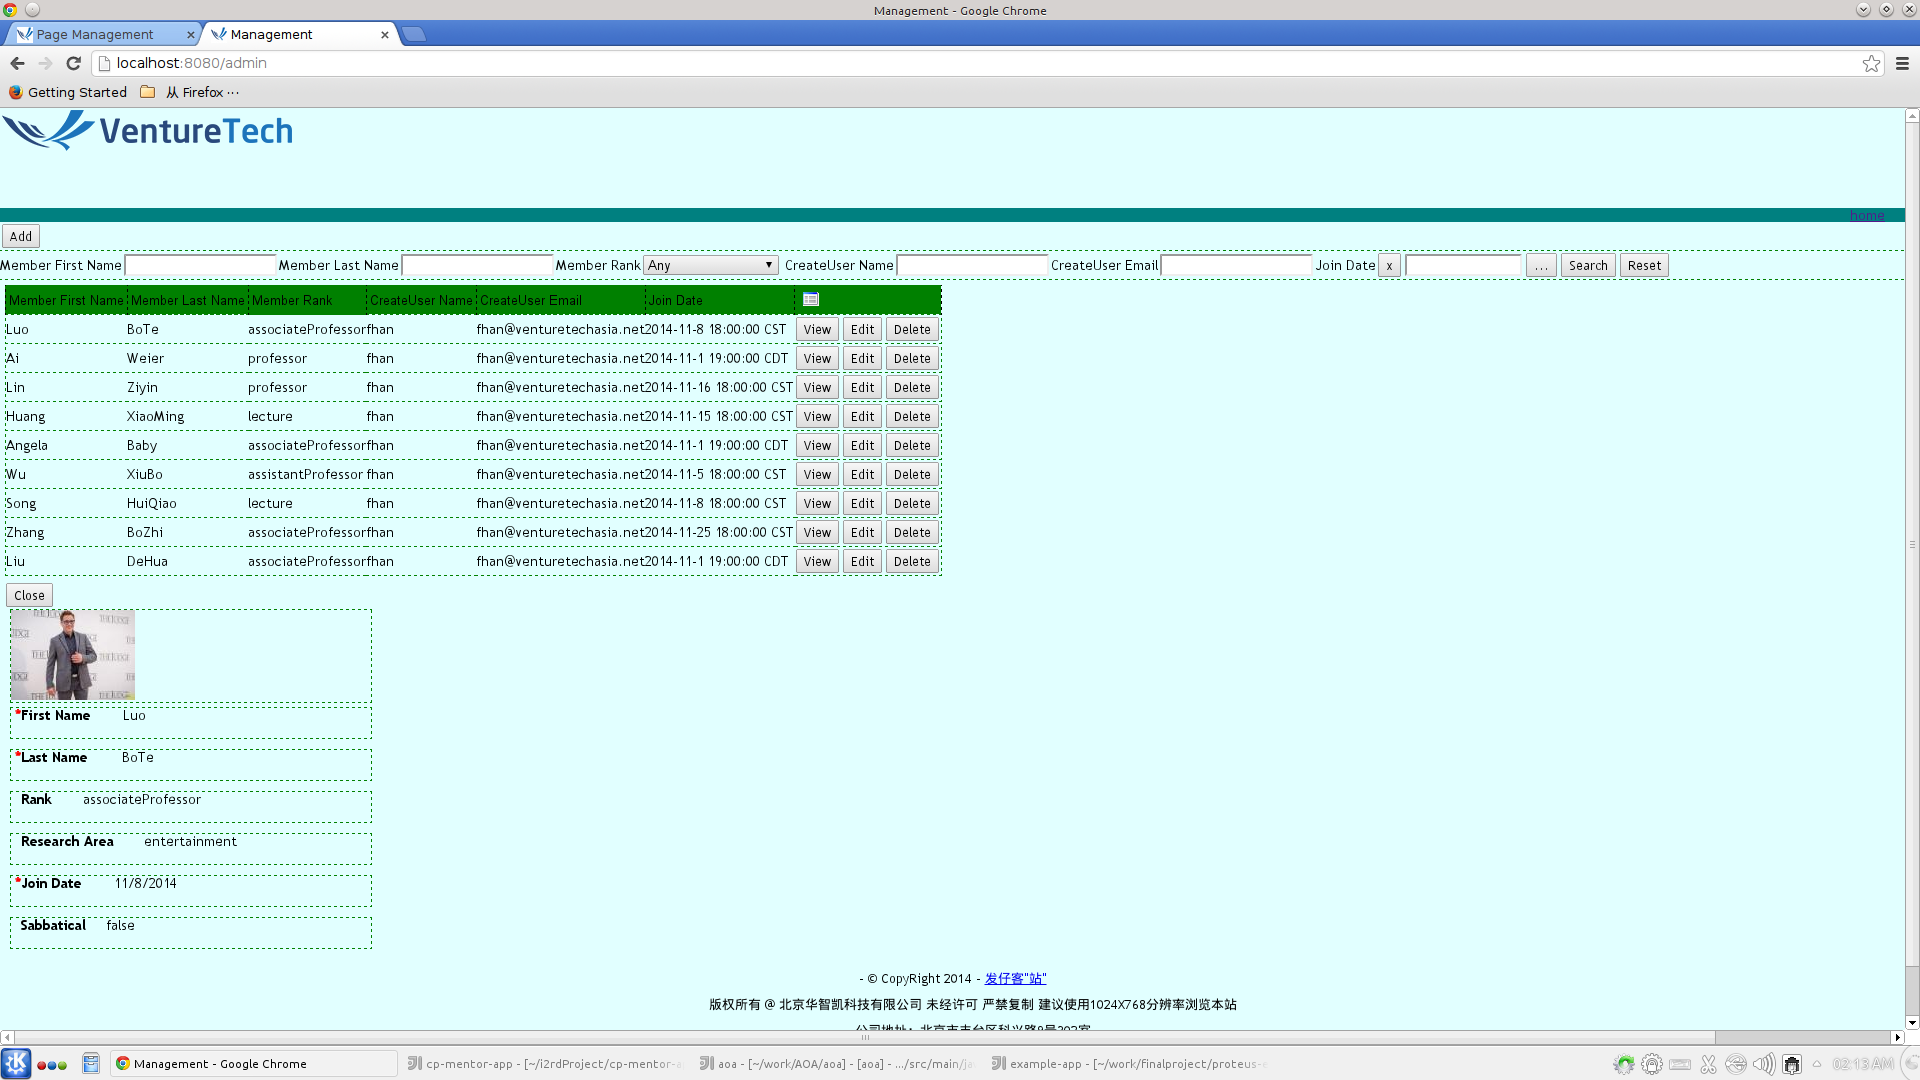 Management - Google Chrome
Page Management
Management
localhost:8080/admin
Getting Started
从 Firefox ···
VentureTech
home
Add
Member First Name Member Last Name Member Rank Any CreateUser Name CreateUser Email Join Date x ... Search Reset
Member First Name Member Last Name Member Rank CreateUser Name CreateUser Email Join Date
Luo BoTe associateProfessor fhan fhan@venturetechasia.net 2014-11-8 18:00:00 CST View Edit Delete
Ai Weier professor fhan fhan@venturetechasia.net 2014-11-1 19:00:00 CDT View Edit Delete
Lin Ziyin professor fhan fhan@venturetechasia.net 2014-11-16 18:00:00 CST View Edit Delete
Huang XiaoMing lecture fhan fhan@venturetechasia.net 2014-11-15 18:00:00 CST View Edit Delete
Angela Baby associateProfessor fhan fhan@venturetechasia.net 2014-11-1 19:00:00 CDT View Edit Delete
Wu XiuBo assistantProfessor fhan fhan@venturetechasia.net 2014-11-5 18:00:00 CST View Edit Delete
Song HuiQiao lecture fhan fhan@venturetechasia.net 2014-11-8 18:00:00 CST View Edit Delete
Zhang BoZhi associateProfessor fhan fhan@venturetechasia.net 2014-11-25 18:00:00 CST View Edit Delete
Liu DeHua associateProfessor fhan fhan@venturetechasia.net 2014-11-1 19:00:00 CDT View Edit Delete
Close
*First Name Luo
*Last Name BoTe
Rank associateProfessor
Research Area entertainment
*Join Date 11/8/2014
Sabbatical false
- © CopyRight 2014 - 发仔客"站"
版权所有 @ 北京华智凯科技有限公司 未经许可 严禁复制 建议使用1024X768分辨率浏览本站
Management - Google Chrome
cp-mentor-app - [~/i2rdProject/cp-mentor-a
aoa - [~/work/AOA/aoa] - [aoa] - .../src/main/ja
example-app - [~/work/finalproject/proteus-e
02:13 AM